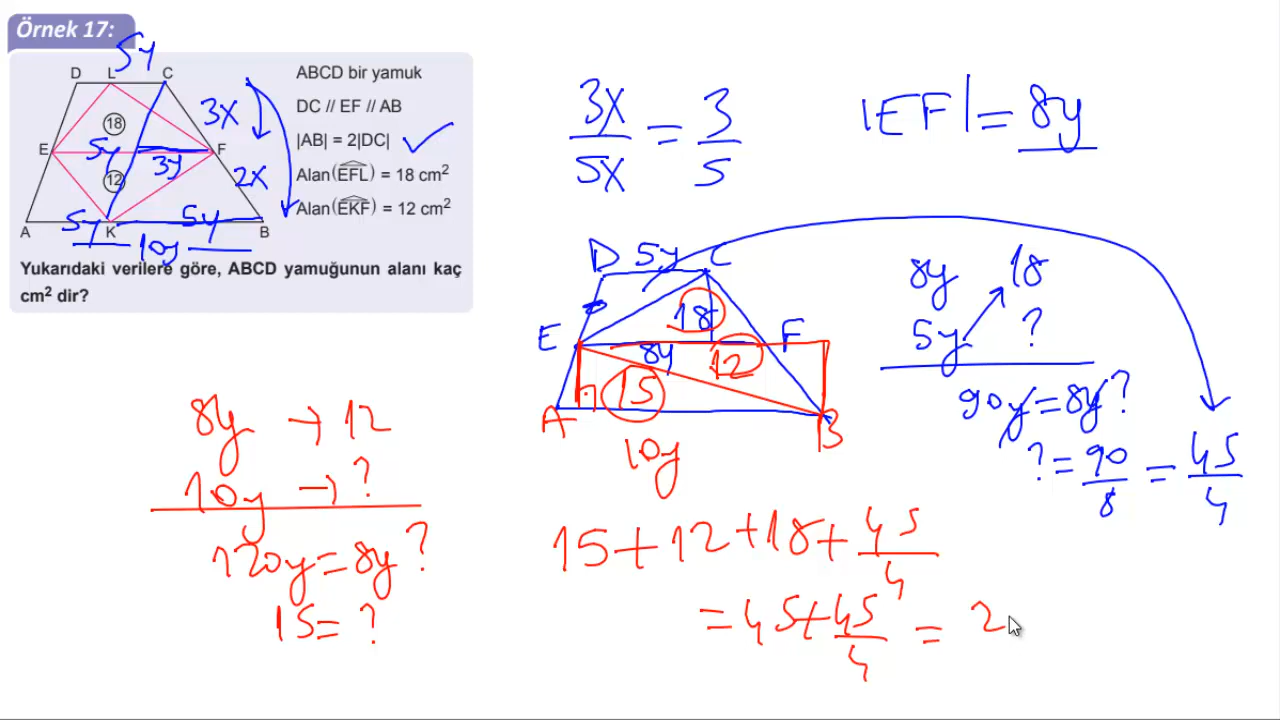 Örnek 17:
5y
D L C
18
3x
E 5y 3y F
12
2x
5y 5y
A K B
10y
ABCD bir yamuk
DC // EF // AB
|AB| = 2|DC|
Alan(EFL) = 18 cm²
Alan(EKF) = 12 cm²
Yukarıdaki verilere göre, ABCD yamuğunun alanı kaç
cm² dir?
3x/5x = 3/5
|EF| = 8y
D 5y C
18
E 8y 12 F
15
A B
10y
8y 18
5y ?
90y = 8y ?
? = 90/8 = 45/4
8y → 12
10y → ?
120y = 8y ?
15 = ?
15 + 12 + 18 + 45/4
= 45 + 45/4 = 2